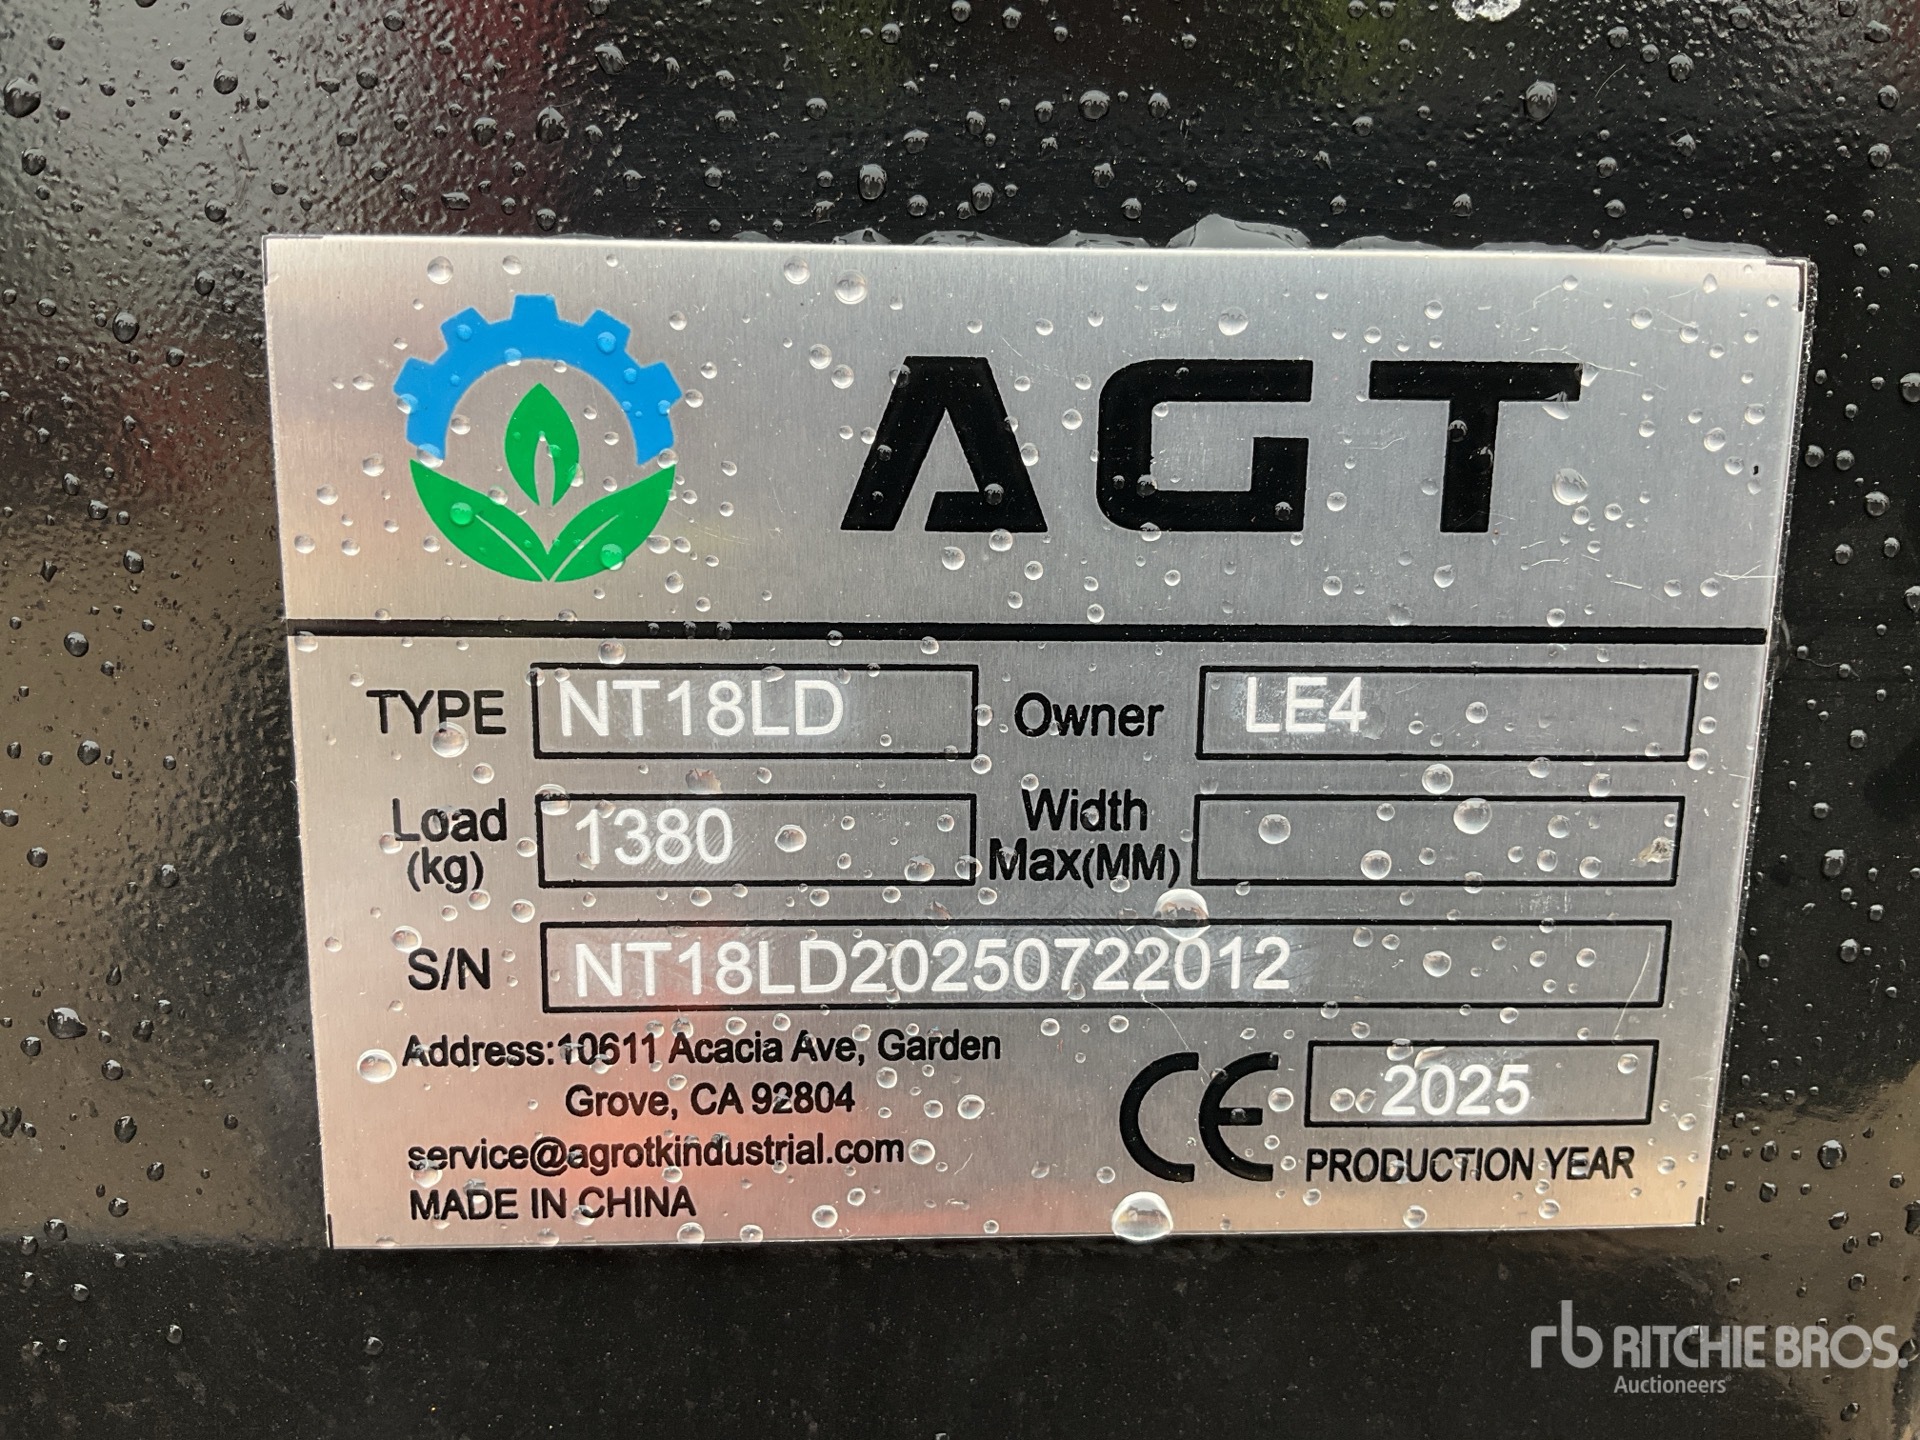 AGT
TYPE NT18LD Owner LE4
Load (kg) 1380 Width Max(MM)
S/N NT18LD20250722012
Address:10611 Acacia Ave, Garden
Grove, CA 92804
service@agrotkindustrial.com
MADE IN CHINA
CE 2025
PRODUCTION YEAR
rb RITCHIE BROS.
Auctioneers